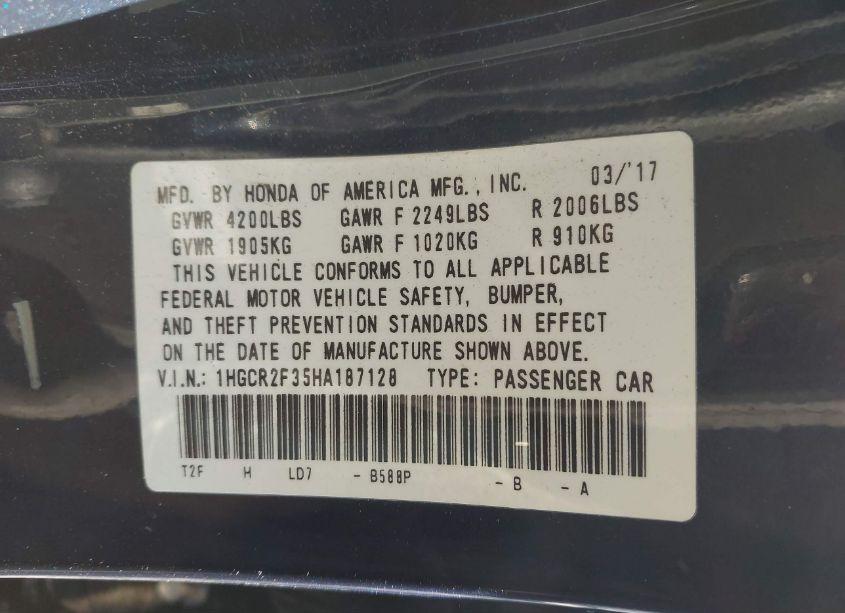 MFD. BY HONDA OF AMERICA MFG., INC. 03/'17
GVWR 4200LBS GAWR F 2249LBS R 2006LBS
GVWR 1905KG GAWR F 1020KG R 910KG
THIS VEHICLE CONFORMS TO ALL APPLICABLE
FEDERAL MOTOR VEHICLE SAFETY, BUMPER,
AND THEFT PREVENTION STANDARDS IN EFFECT
ON THE DATE OF MANUFACTURE SHOWN ABOVE.
V.I.N.: 1HGCR2F35HA187128 TYPE: PASSENGER CAR
T2F H LD7 - B588P - B - A